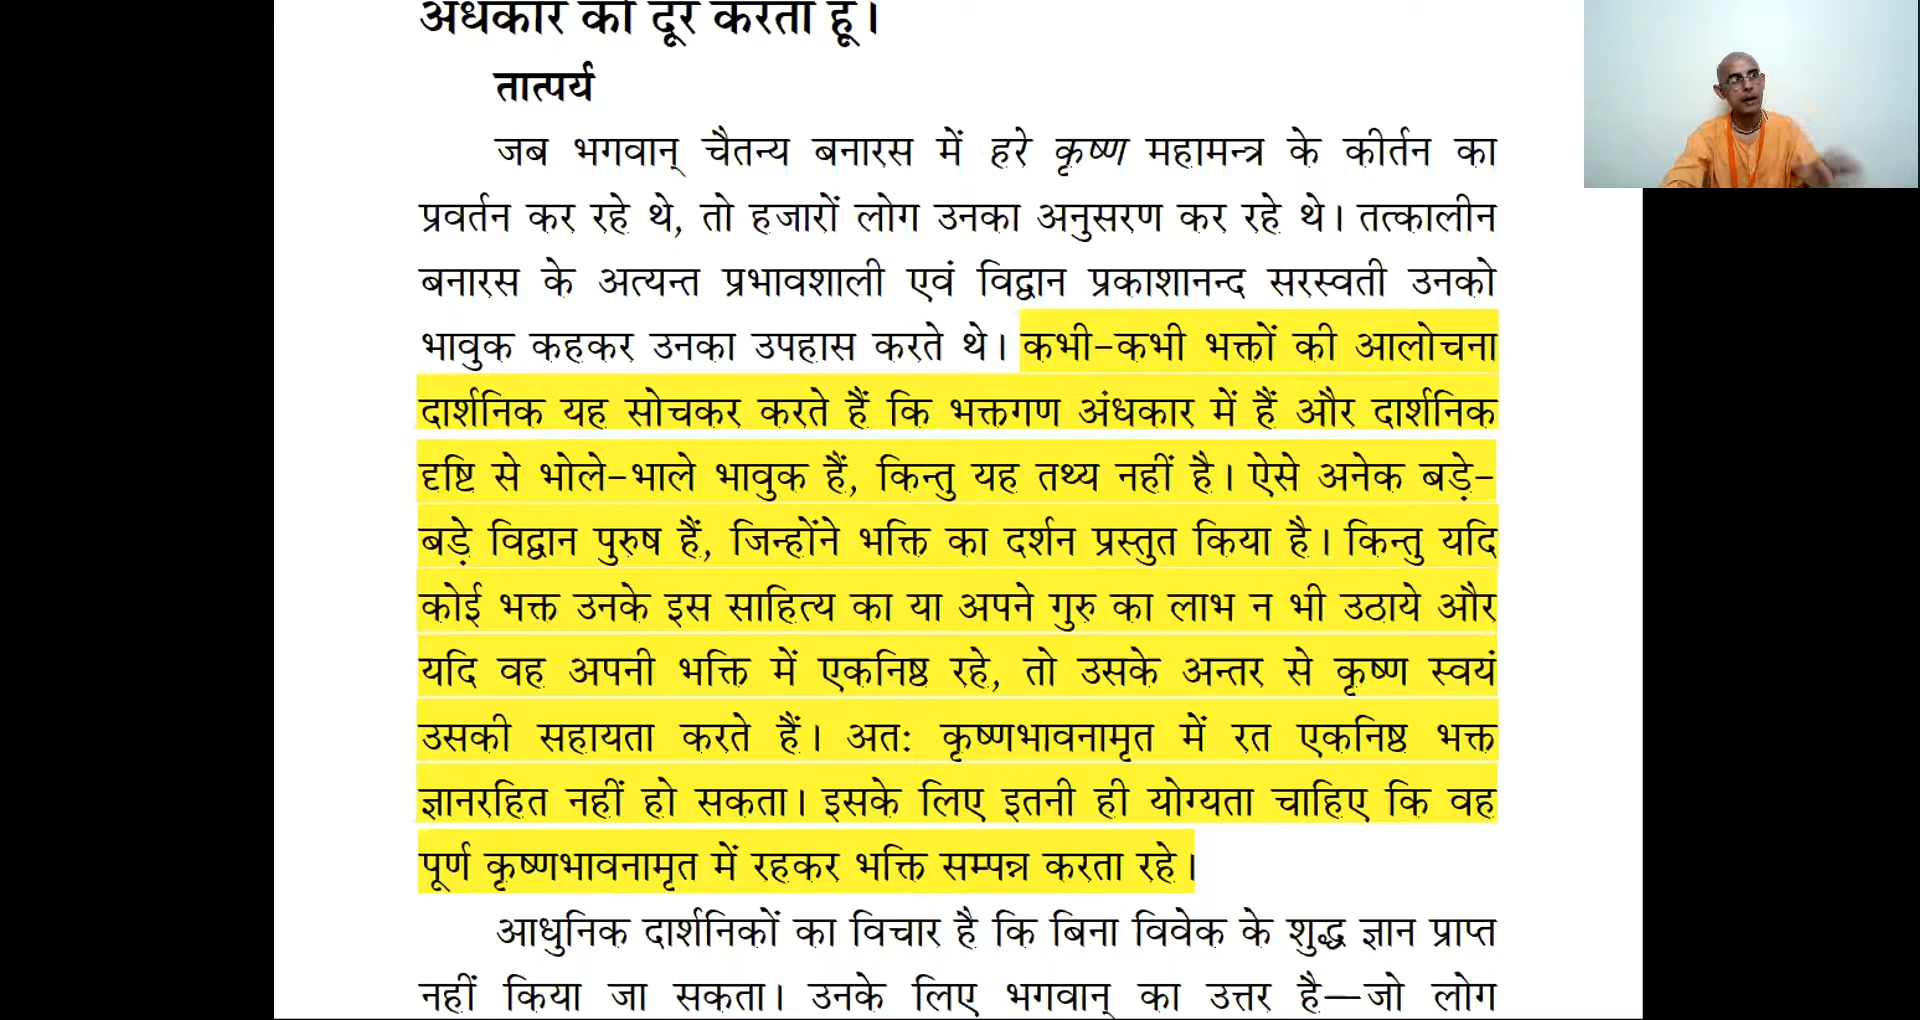 अंधकार को दूर करता हूँ।
तात्पर्य
जब भगवान् चैतन्य बनारस में हरे कृष्ण महामन्त्र के कीर्तन का
प्रवर्तन कर रहे थे, तो हजारों लोग उनका अनुसरण कर रहे थे। तत्कालीन
बनारस के अत्यन्त प्रभावशाली एवं विद्वान प्रकाशानन्द सरस्वती उनको
भावुक कहकर उनका उपहास करते थे। कभी-कभी भक्तों की आलोचना
दार्शनिक यह सोचकर करते हैं कि भक्तगण अंधकार में हैं और दार्शनिक
दृष्टि से भोले-भाले भावुक हैं, किन्तु यह तथ्य नहीं है। ऐसे अनेक बड़े-
बड़े विद्वान पुरुष हैं, जिन्होंने भक्ति का दर्शन प्रस्तुत किया है। किन्तु यदि
कोई भक्त उनके इस साहित्य का या अपने गुरु का लाभ न भी उठाये और
यदि वह अपनी भक्ति में एकनिष्ठ रहे, तो उसके अन्तर से कृष्ण स्वयं
उसकी सहायता करते हैं। अतः कृष्णभावनामृत में रत एकनिष्ठ भक्त
ज्ञानरहित नहीं हो सकता। इसके लिए इतनी ही योग्यता चाहिए कि वह
पूर्ण कृष्णभावनामृत में रहकर भक्ति सम्पन्न करता रहे।
आधुनिक दार्शनिकों का विचार है कि बिना विवेक के शुद्ध ज्ञान प्राप्त
नहीं किया जा सकता। उनके लिए भगवान् का उत्तर है—जो लोग